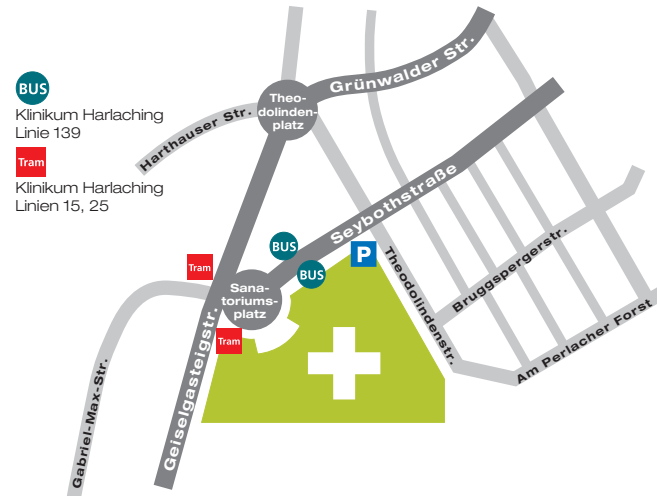 BUS
Klinikum Harlaching
Linie 139
Tram
Klinikum Harlaching
Linien 15, 25
Theo-
dolinden-
platz
Grünwalder Str.
Harthauser Str.
Seybothstraße
BUS
BUS
P
Tram
Sana-
toriums-
platz
Tram
Theodolindenstr.
Bruggspergerstr.
Am Perlacher Forst
Geiselgasteigstr.
Gabriel-Max-Str.